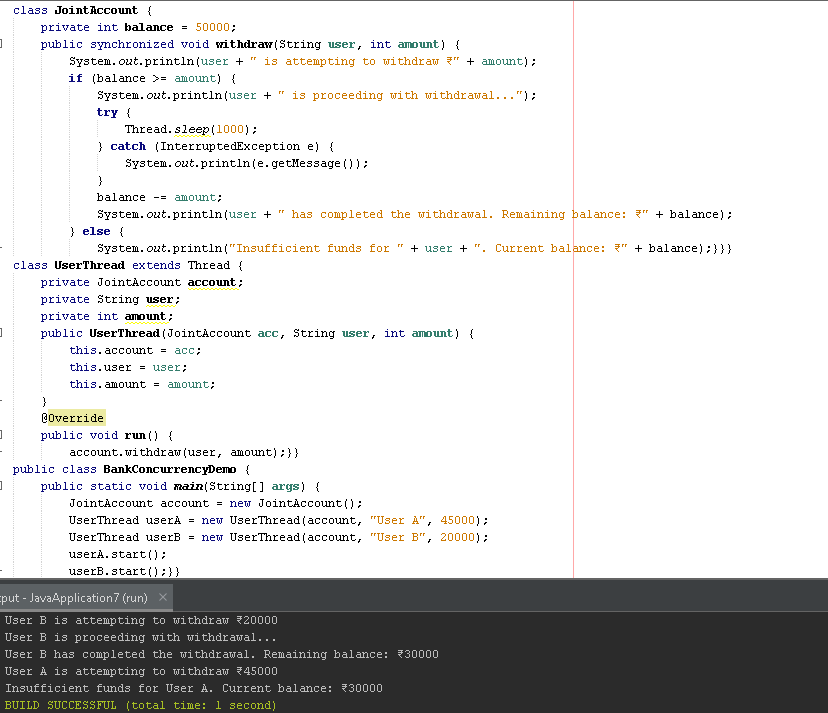 class JointAccount {
    private int balance = 50000;
    public synchronized void withdraw(String user, int amount) {
        System.out.println(user + " is attempting to withdraw ₹" + amount);
        if (balance >= amount) {
            System.out.println(user + " is proceeding with withdrawal...");
            try {
                Thread.sleep(1000);
            } catch (InterruptedException e) {
                System.out.println(e.getMessage());
            }
            balance -= amount;
            System.out.println(user + " has completed the withdrawal. Remaining balance: ₹" + balance);
        } else {
            System.out.println("Insufficient funds for " + user + ". Current balance: ₹" + balance);}}}
class UserThread extends Thread {
    private JointAccount account;
    private String user;
    private int amount;
    public UserThread(JointAccount acc, String user, int amount) {
        this.account = acc;
        this.user = user;
        this.amount = amount;
    }
    @Override
    public void run() {
        account.withdraw(user, amount);}}
public class BankConcurrencyDemo {
    public static void main(String[] args) {
        JointAccount account = new JointAccount();
        UserThread userA = new UserThread(account, "User A", 45000);
        UserThread userB = new UserThread(account, "User B", 20000);
        userA.start();
        userB.start();}}
put - JavaApplication7 (run) ×
User B is attempting to withdraw ₹20000
User B is proceeding with withdrawal...
User B has completed the withdrawal. Remaining balance: ₹30000
User A is attempting to withdraw ₹45000
Insufficient funds for User A. Current balance: ₹30000
BUILD SUCCESSFUL (total time: 1 second)